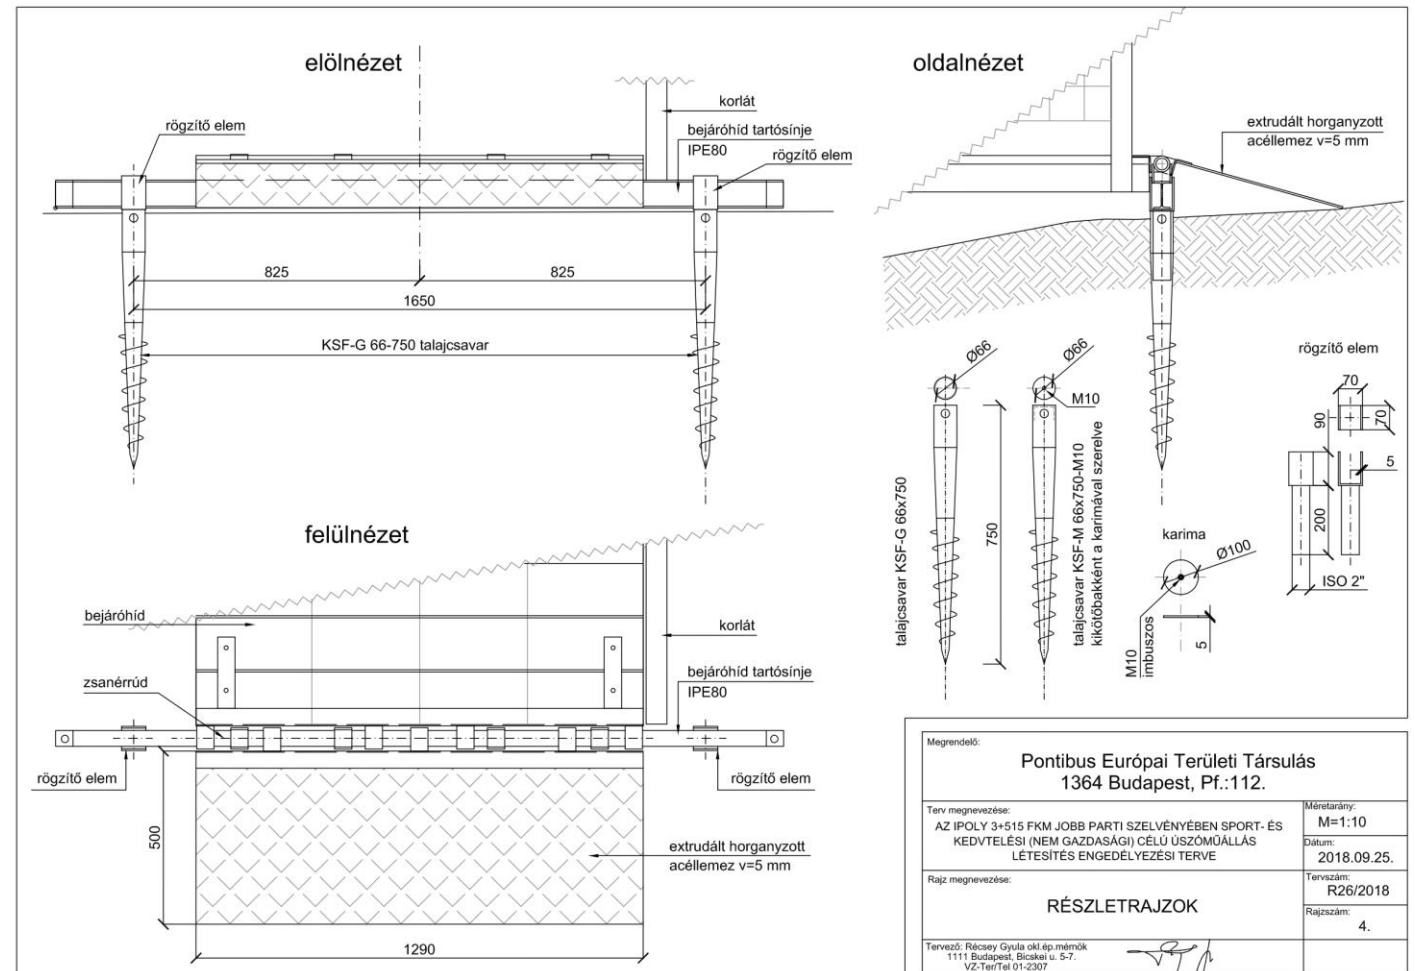 elölnézet
rögzítő elem
korlát
bejáróhíd tartósínje
IPE80
rögzítő elem
825
825
1650
KSF-G 66-750 talajcsavar
oldalnézet
extrudált horganyzott
acéllemez v=5 mm
Ø66
Ø66
M10
750
talajcsavar KSF-G 66x750
talajcsavar KSF-M 66x750-M10
kikötőbakként a karimával szerelve
rögzítő elem
70
70
90
5
200
ISO 2"
karima
Ø100
M10
imbuszos
5
felülnézet
bejáróhíd
korlát
zsanérrúd
bejáróhíd tartósínje
IPE80
rögzítő elem
rögzítő elem
500
extrudált horganyzott
acéllemez v=5 mm
1290
Megrendelő:
Pontibus Európai Területi Társulás
1364 Budapest, Pf.:112.
Terv megnevezése:
AZ IPOLY 3+515 FKM JOBB PARTI SZELVÉNYÉBEN SPORT- ÉS
KEDVTELÉSI (NEM GAZDASÁGI) CÉLÚ ÚSZÓMŰÁLLÁS
LÉTESÍTÉS ENGEDÉLYEZÉSI TERVE
Méretarány:
M=1:10
Dátum:
2018.09.25.
Rajz megnevezése:
RÉSZLETRAJZOK
Tervszám:
R26/2018
Rajzszám:
4.
Tervező: Récsey Gyula okl.ép.mérnök
1111 Budapest, Bicskei u. 5-7.
VZ-Ter/Tel 01-2307